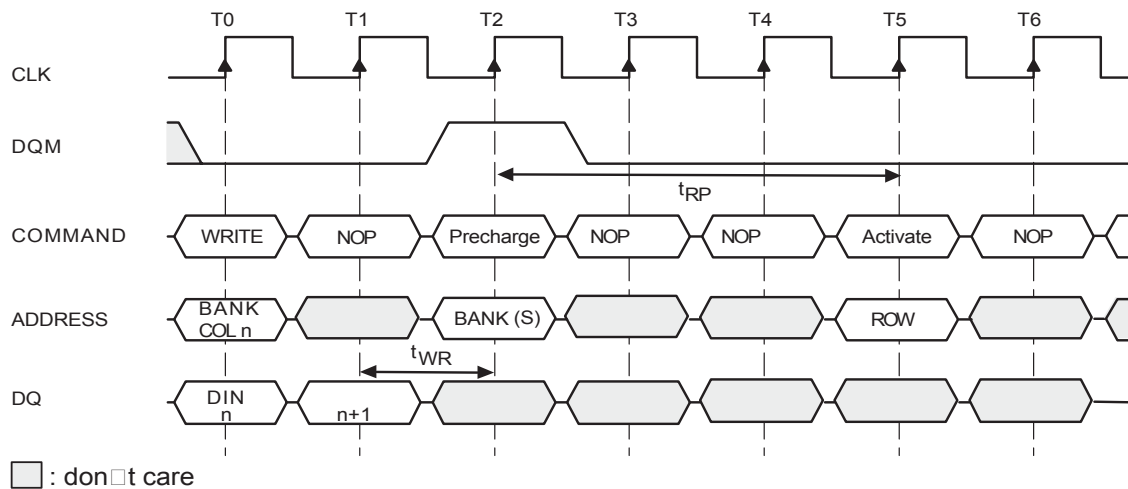 T0 T1 T2 T3 T4 T5 T6
CLK
DQM
tRP
COMMAND WRITE NOP Precharge NOP NOP Activate NOP
ADDRESS BANK COL n BANK (S) ROW
tWR
DQ DIN n n+1
: don□t care